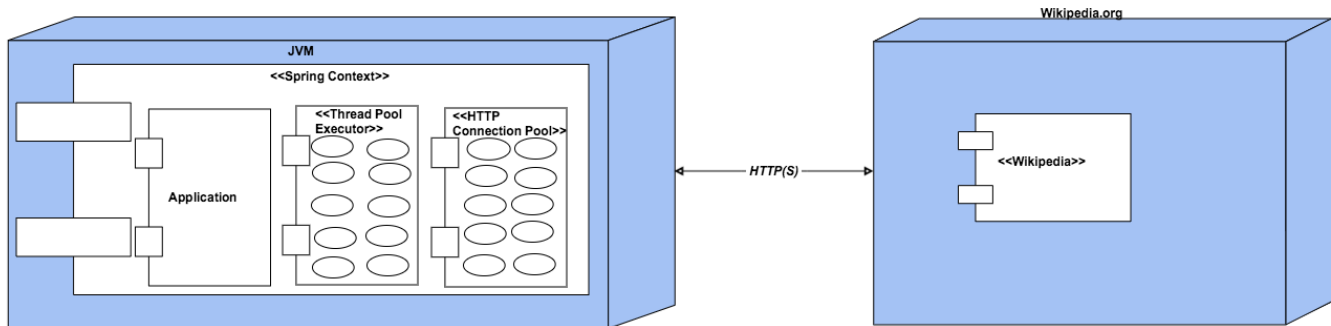 Wikipedia.org
JVM
<<Spring Context>>
<<Thread Pool
Executor>>
<<HTTP
Connection Pool>>
Application
HTTP(S)
<<Wikipedia>>